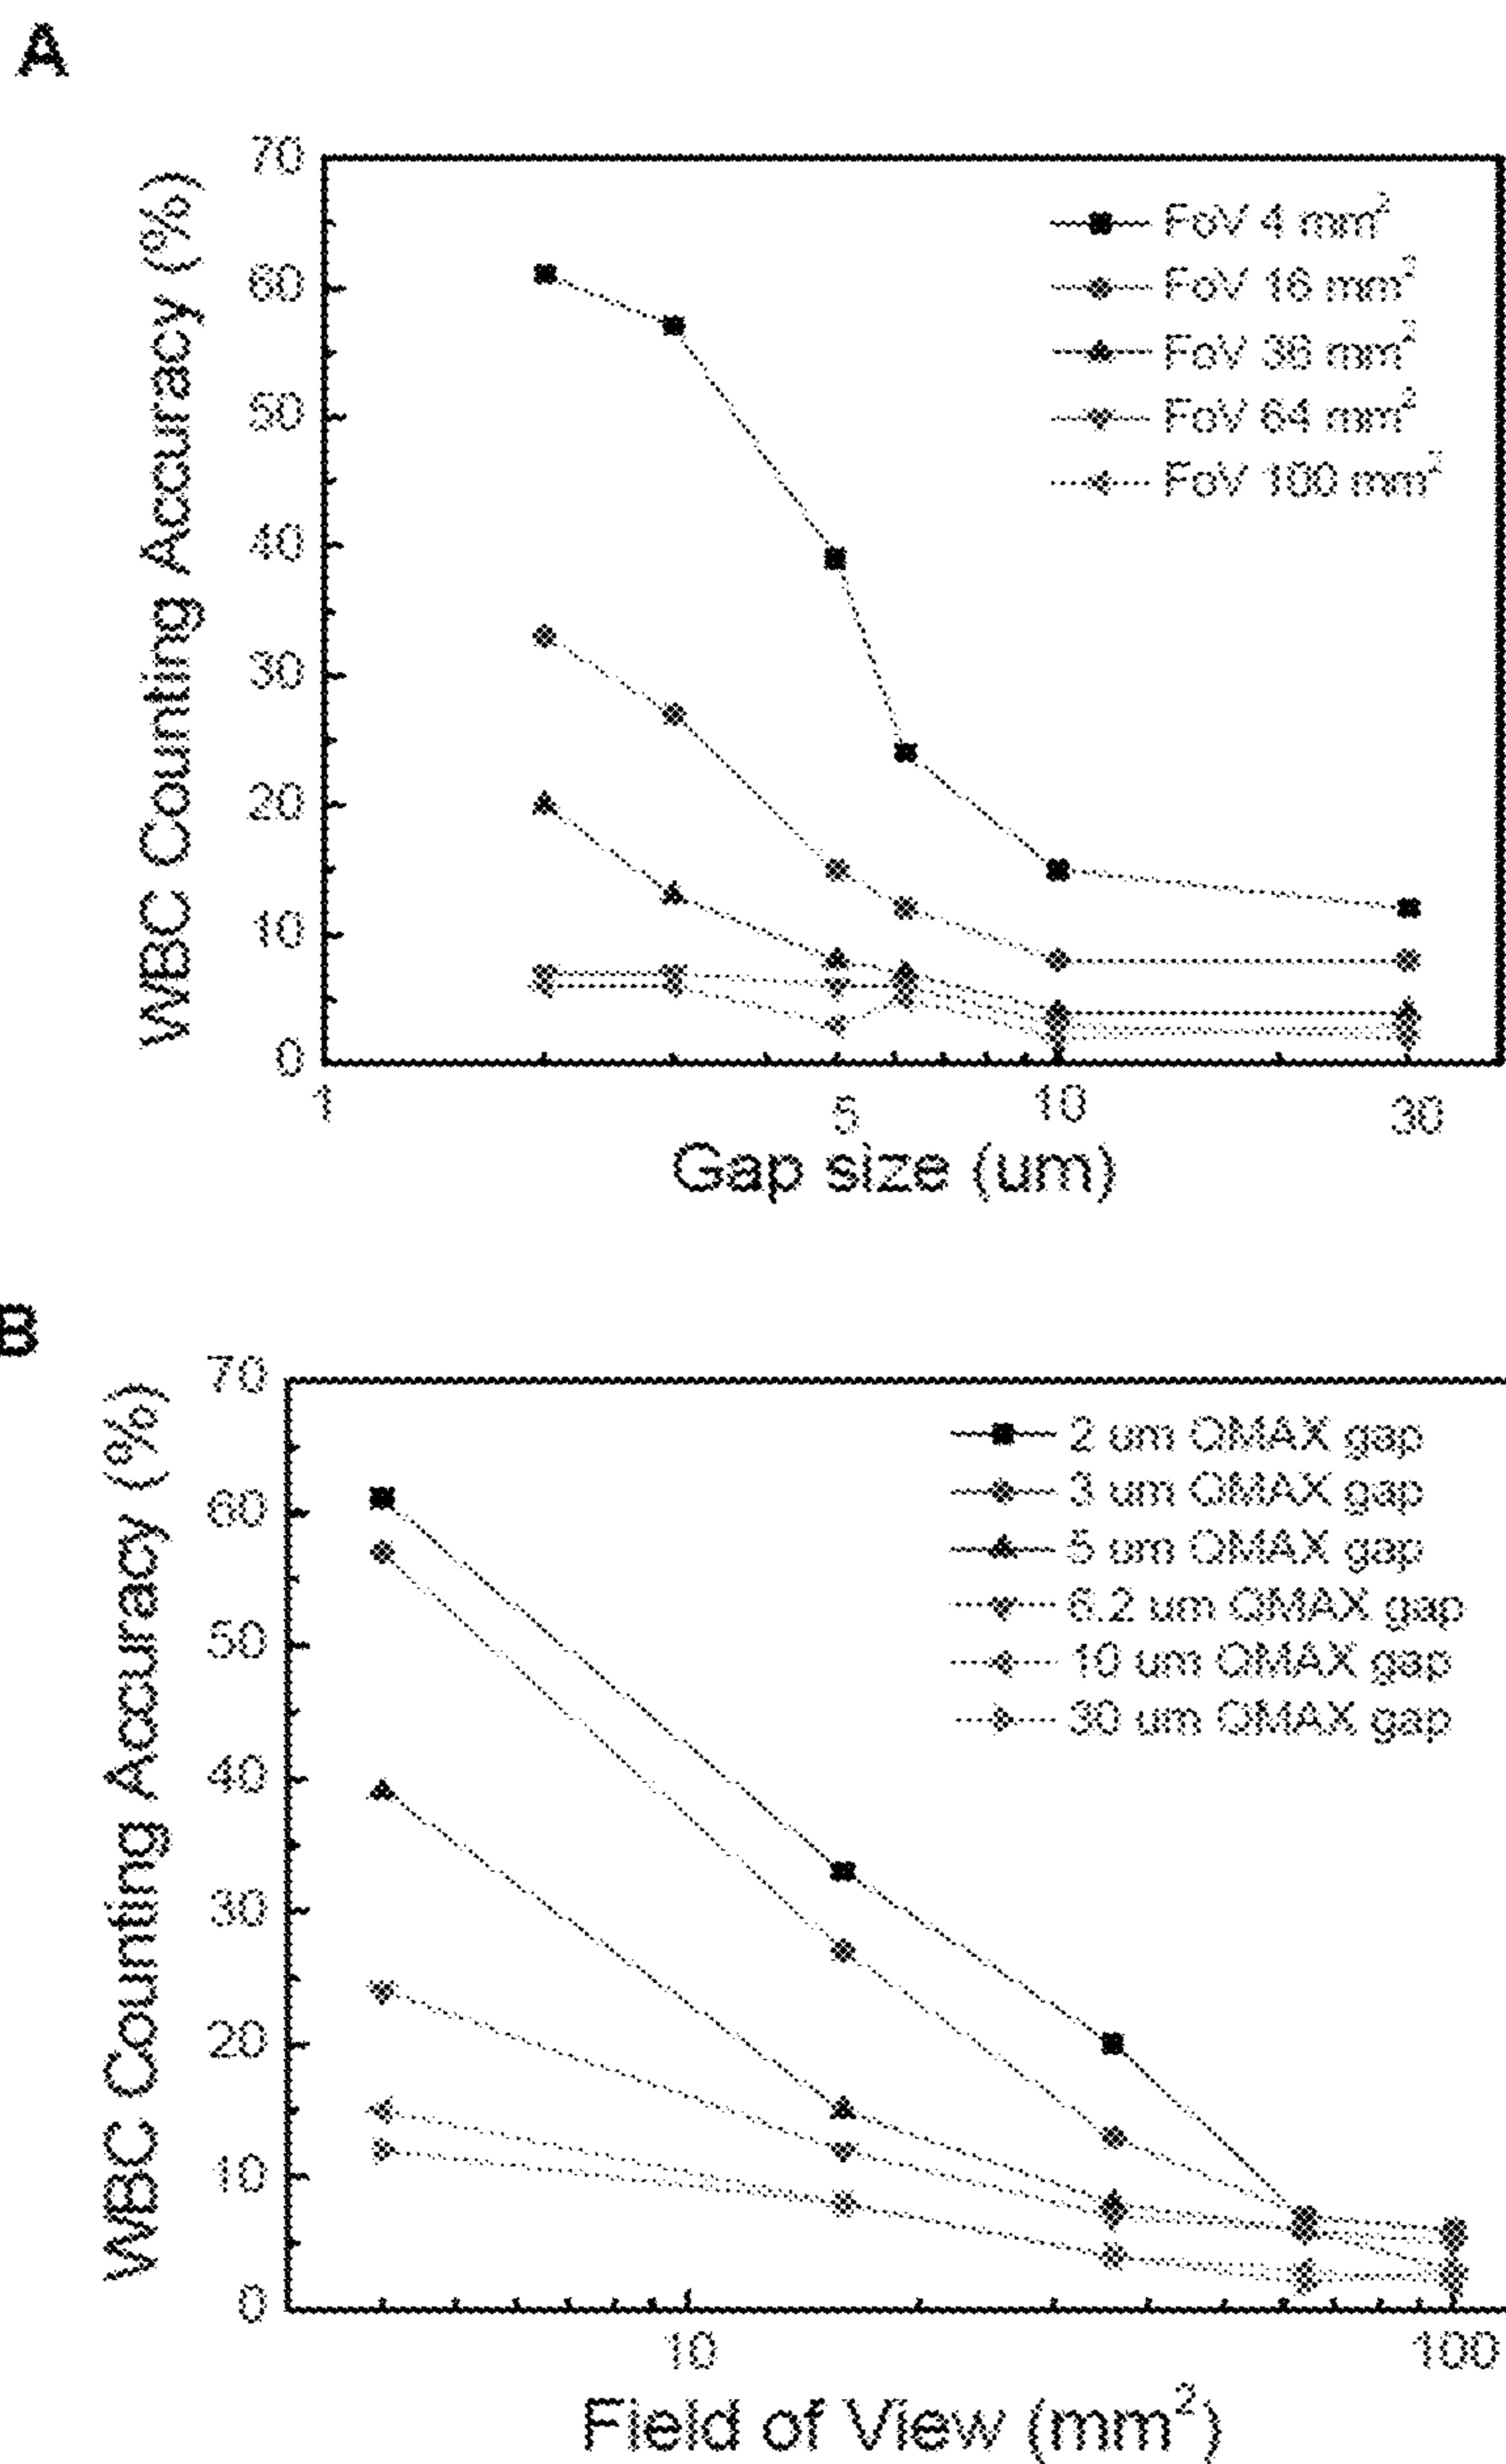 A
WBC Counting Accuracy (%)
70
60
50
40
30
20
10
0
FoV 4 mm²
FoV 16 mm²
FoV 36 mm²
FoV 64 mm²
FoV 100 mm²
1
5
10
30
Gap size (um)
B
WBC Counting Accuracy (%)
70
60
50
40
30
20
10
0
2 um QMAX gap
3 um QMAX gap
5 um QMAX gap
6.2 um QMAX gap
10 um QMAX gap
30 um QMAX gap
10
100
Field of View (mm²)